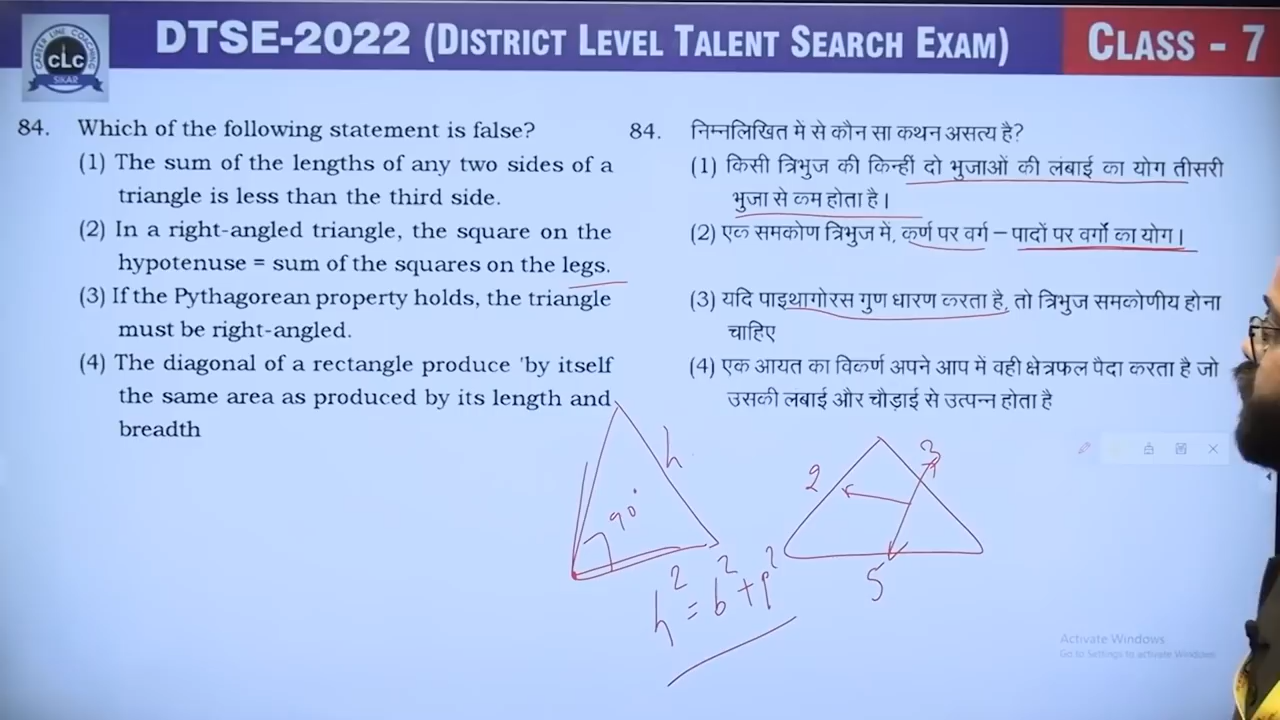 DTSE-2022 (DISTRICT LEVEL TALENT SEARCH EXAM)
CLASS - 7
CAREER LINE COACHING
CLC
SIKAR
84. Which of the following statement is false?
(1) The sum of the lengths of any two sides of a
triangle is less than the third side.
(2) In a right-angled triangle, the square on the
hypotenuse = sum of the squares on the legs.
(3) If the Pythagorean property holds, the triangle
must be right-angled.
(4) The diagonal of a rectangle produce 'by itself
the same area as produced by its length and
breadth
84. निम्नलिखित में से कौन सा कथन असत्य है?
(1) किसी त्रिभुज की किन्हीं दो भुजाओं की लंबाई का योग तीसरी
भुजा से कम होता है।
(2) एक समकोण त्रिभुज में, कर्ण पर वर्ग – पादों पर वर्गो का योग।
(3) यदि पाइथागोरस गुण धारण करता है, तो त्रिभुज समकोणीय होना
चाहिए
(4) एक आयत का विकर्ण अपने आप में वही क्षेत्रफल पैदा करता है जो
उसकी लंबाई और चौड़ाई से उत्पन्न होता है
h
90°
h² = b² + p²
2
3
5
Activate Windows
Go to Settings to activate Windows